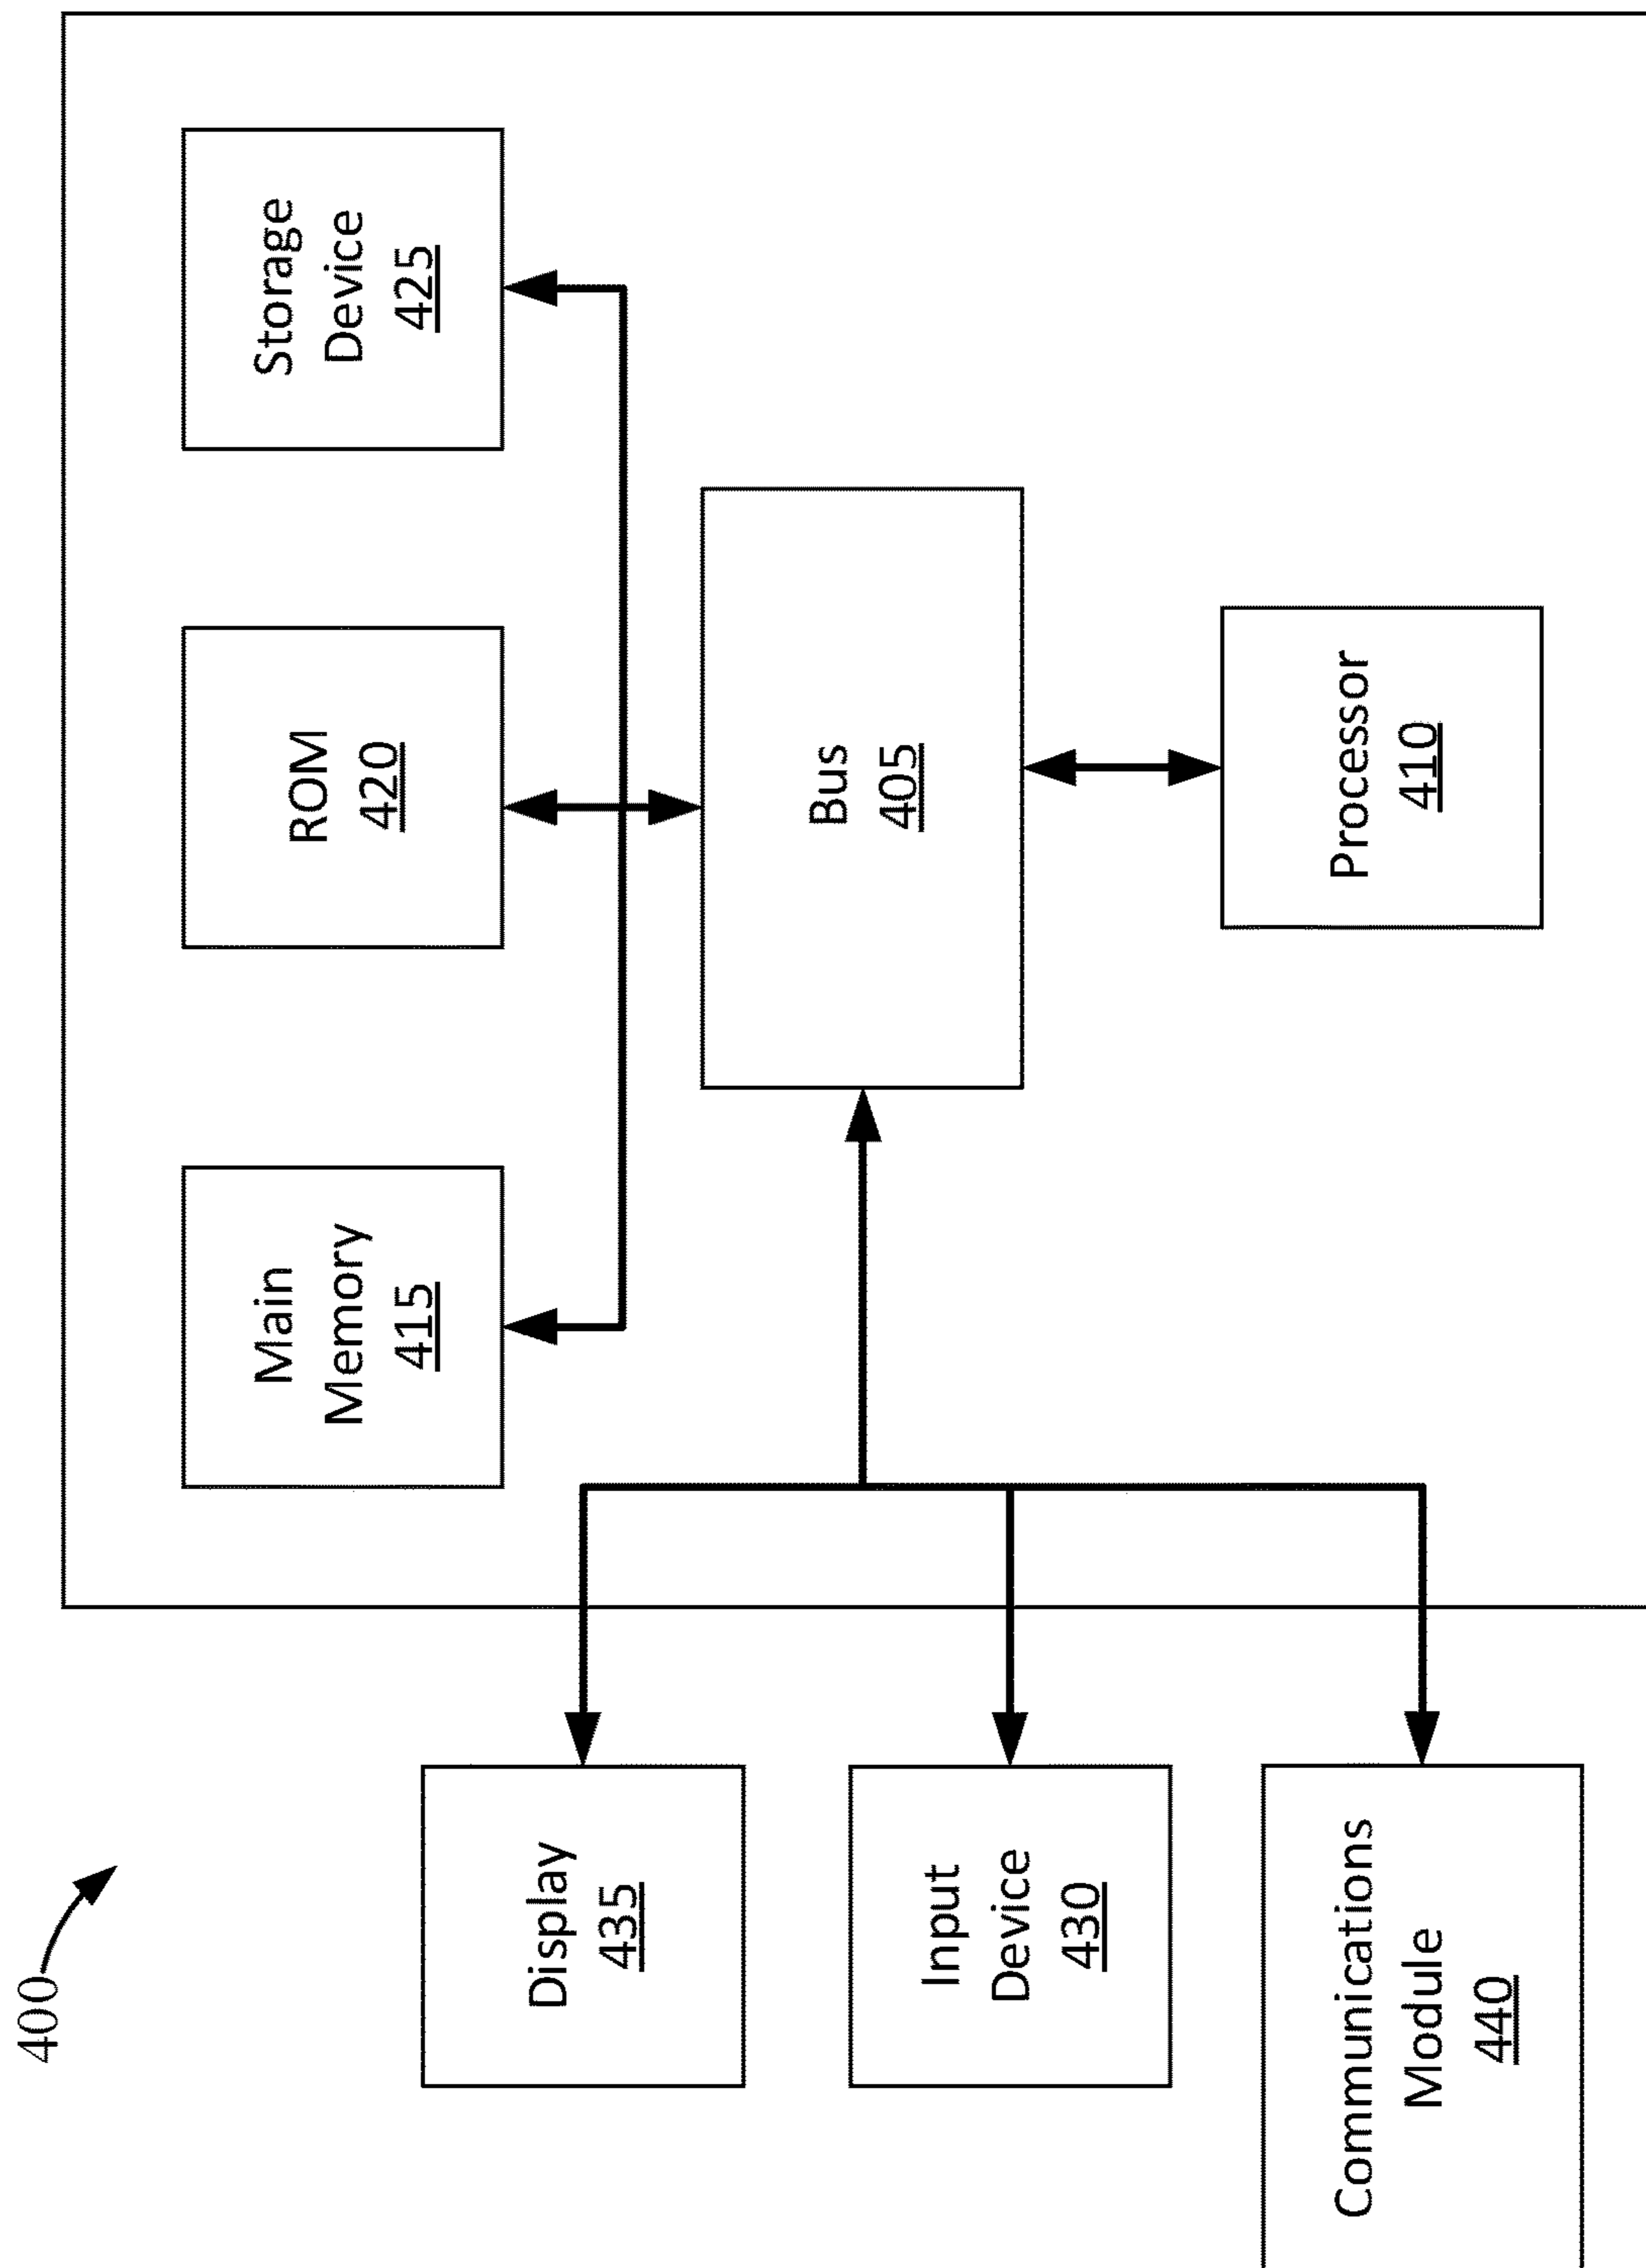 400
Display
435
Input
Device
430
Communications
Module
440
Main
Memory
415
ROM
420
Storage
Device
425
Bus
405
Processor
410